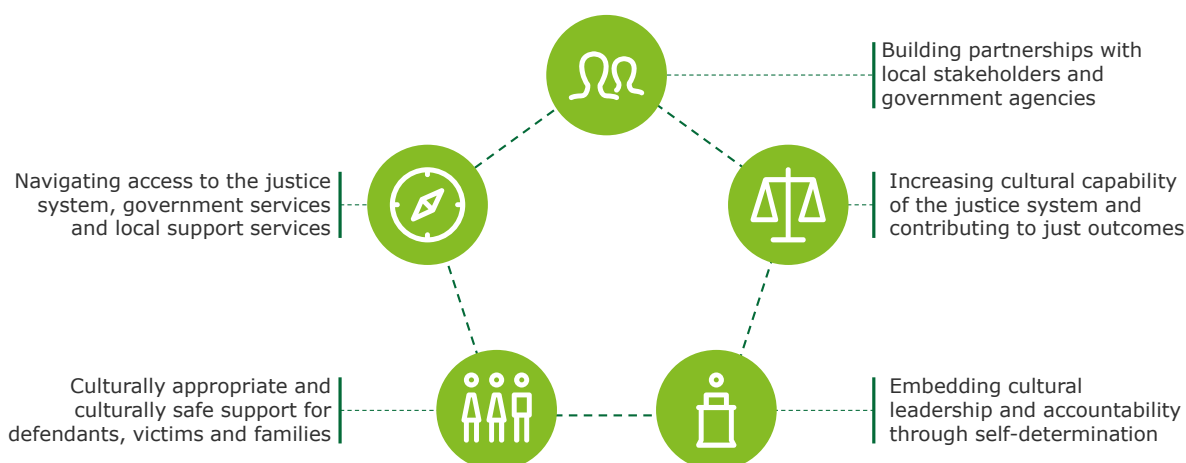 Building partnerships with
local stakeholders and
government agencies
Navigating access to the justice
system, government services
and local support services
Increasing cultural capability
of the justice system and
contributing to just outcomes
Culturally appropriate and
culturally safe support for
defendants, victims and families
Embedding cultural
leadership and accountability
through self-determination